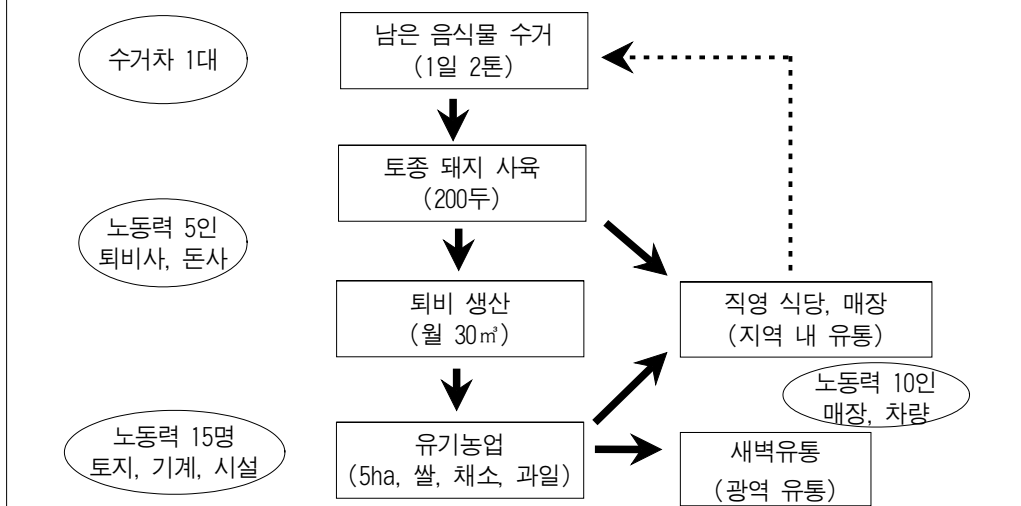 수거차 1대
남은 음식물 수거
(1일 2톤)
토종 돼지 사육
(200두)
노동력 5인
퇴비사, 돈사
퇴비 생산
(월 30㎥)
직영 식당, 매장
(지역 내 유통)
노동력 10인
매장, 차량
노동력 15명
토지, 기계, 시설
유기농업
(5ha, 쌀, 채소, 과일)
새벽유통
(광역 유통)